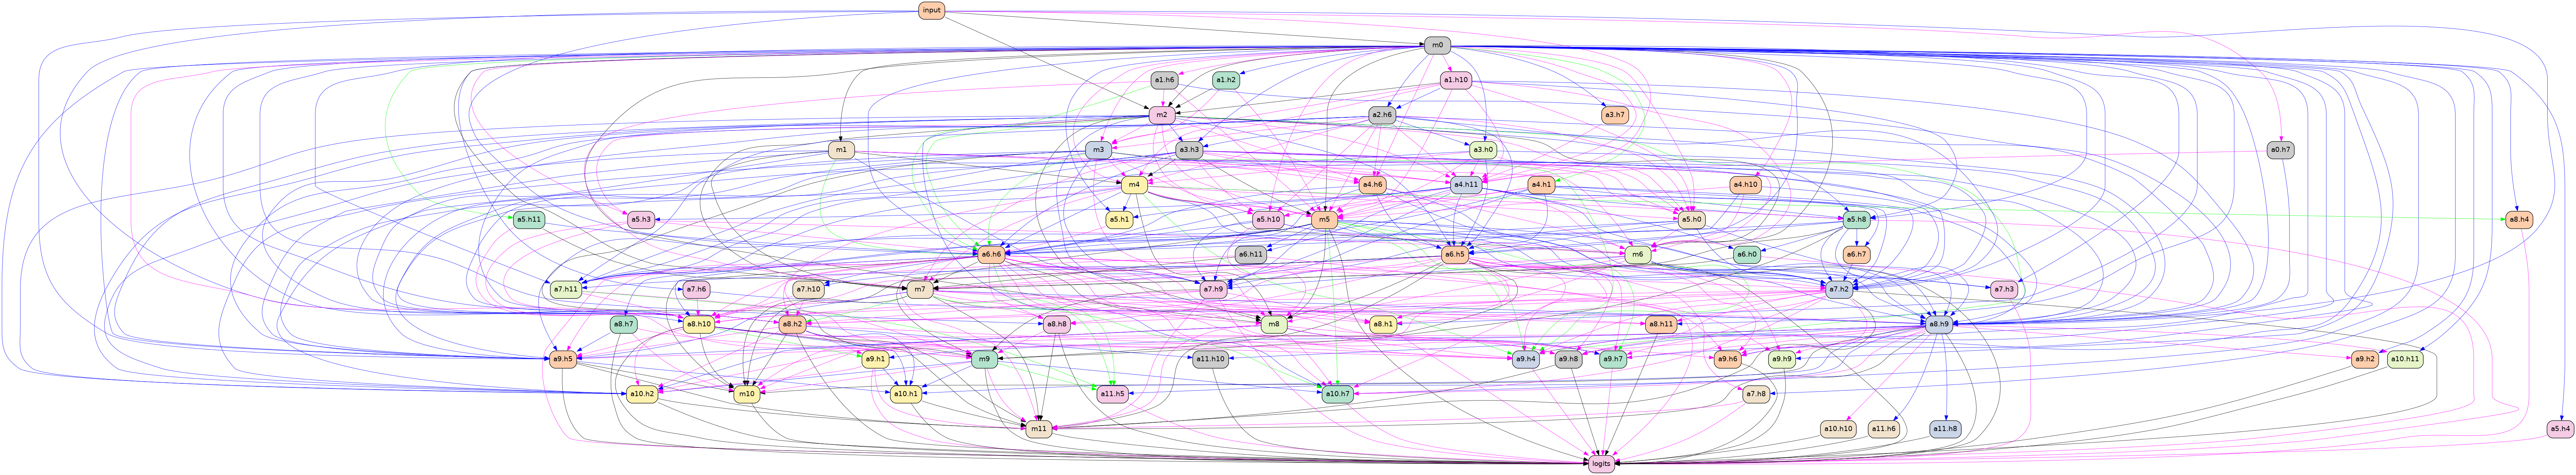 input
m0
a1.h6 a1.h2 a1.h10
m2 a2.h6 a3.h7
m1 m3 a3.h3 a3.h0 a0.h7
m4 a4.h6 a4.h11 a4.h1 a4.h10
a5.h11 a5.h3 a5.h1 a5.h10 m5 a5.h0 a5.h8 a8.h4
a6.h6 a6.h11 a6.h5 m6 a6.h0 a6.h7
a7.h11 a7.h6 a7.h10 m7 a7.h9 a7.h2 a7.h3
a8.h7 a8.h10 a8.h2 a8.h8 m8 a8.h1 a8.h11 a8.h9
a9.h5 a9.h1 m9 a11.h10 a9.h4 a9.h8 a9.h7 a9.h6 a9.h9 a9.h2 a10.h11
a10.h2 m10 a10.h1 a11.h5 a10.h7 a7.h8
m11 a10.h10 a11.h6 a11.h8 a5.h4
logits